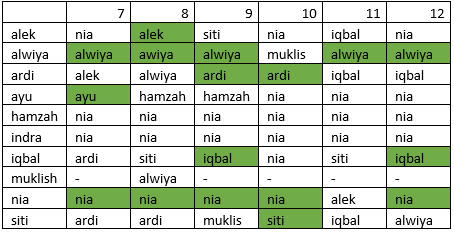 7 8 9 10 11 12
alek nia alek siti nia iqbal nia
alwiya alwiya awiya alwiya muklis alwiya alwiya
ardi alek alwiya ardi ardi iqbal iqbal
ayu ayu hamzah hamzah nia nia nia
hamzah nia nia nia nia nia nia
indra nia nia nia nia nia nia
iqbal ardi siti iqbal nia siti iqbal
muklish - alwiya - - - -
nia nia nia nia nia alek nia
siti ardi ardi muklis siti iqbal alwiya